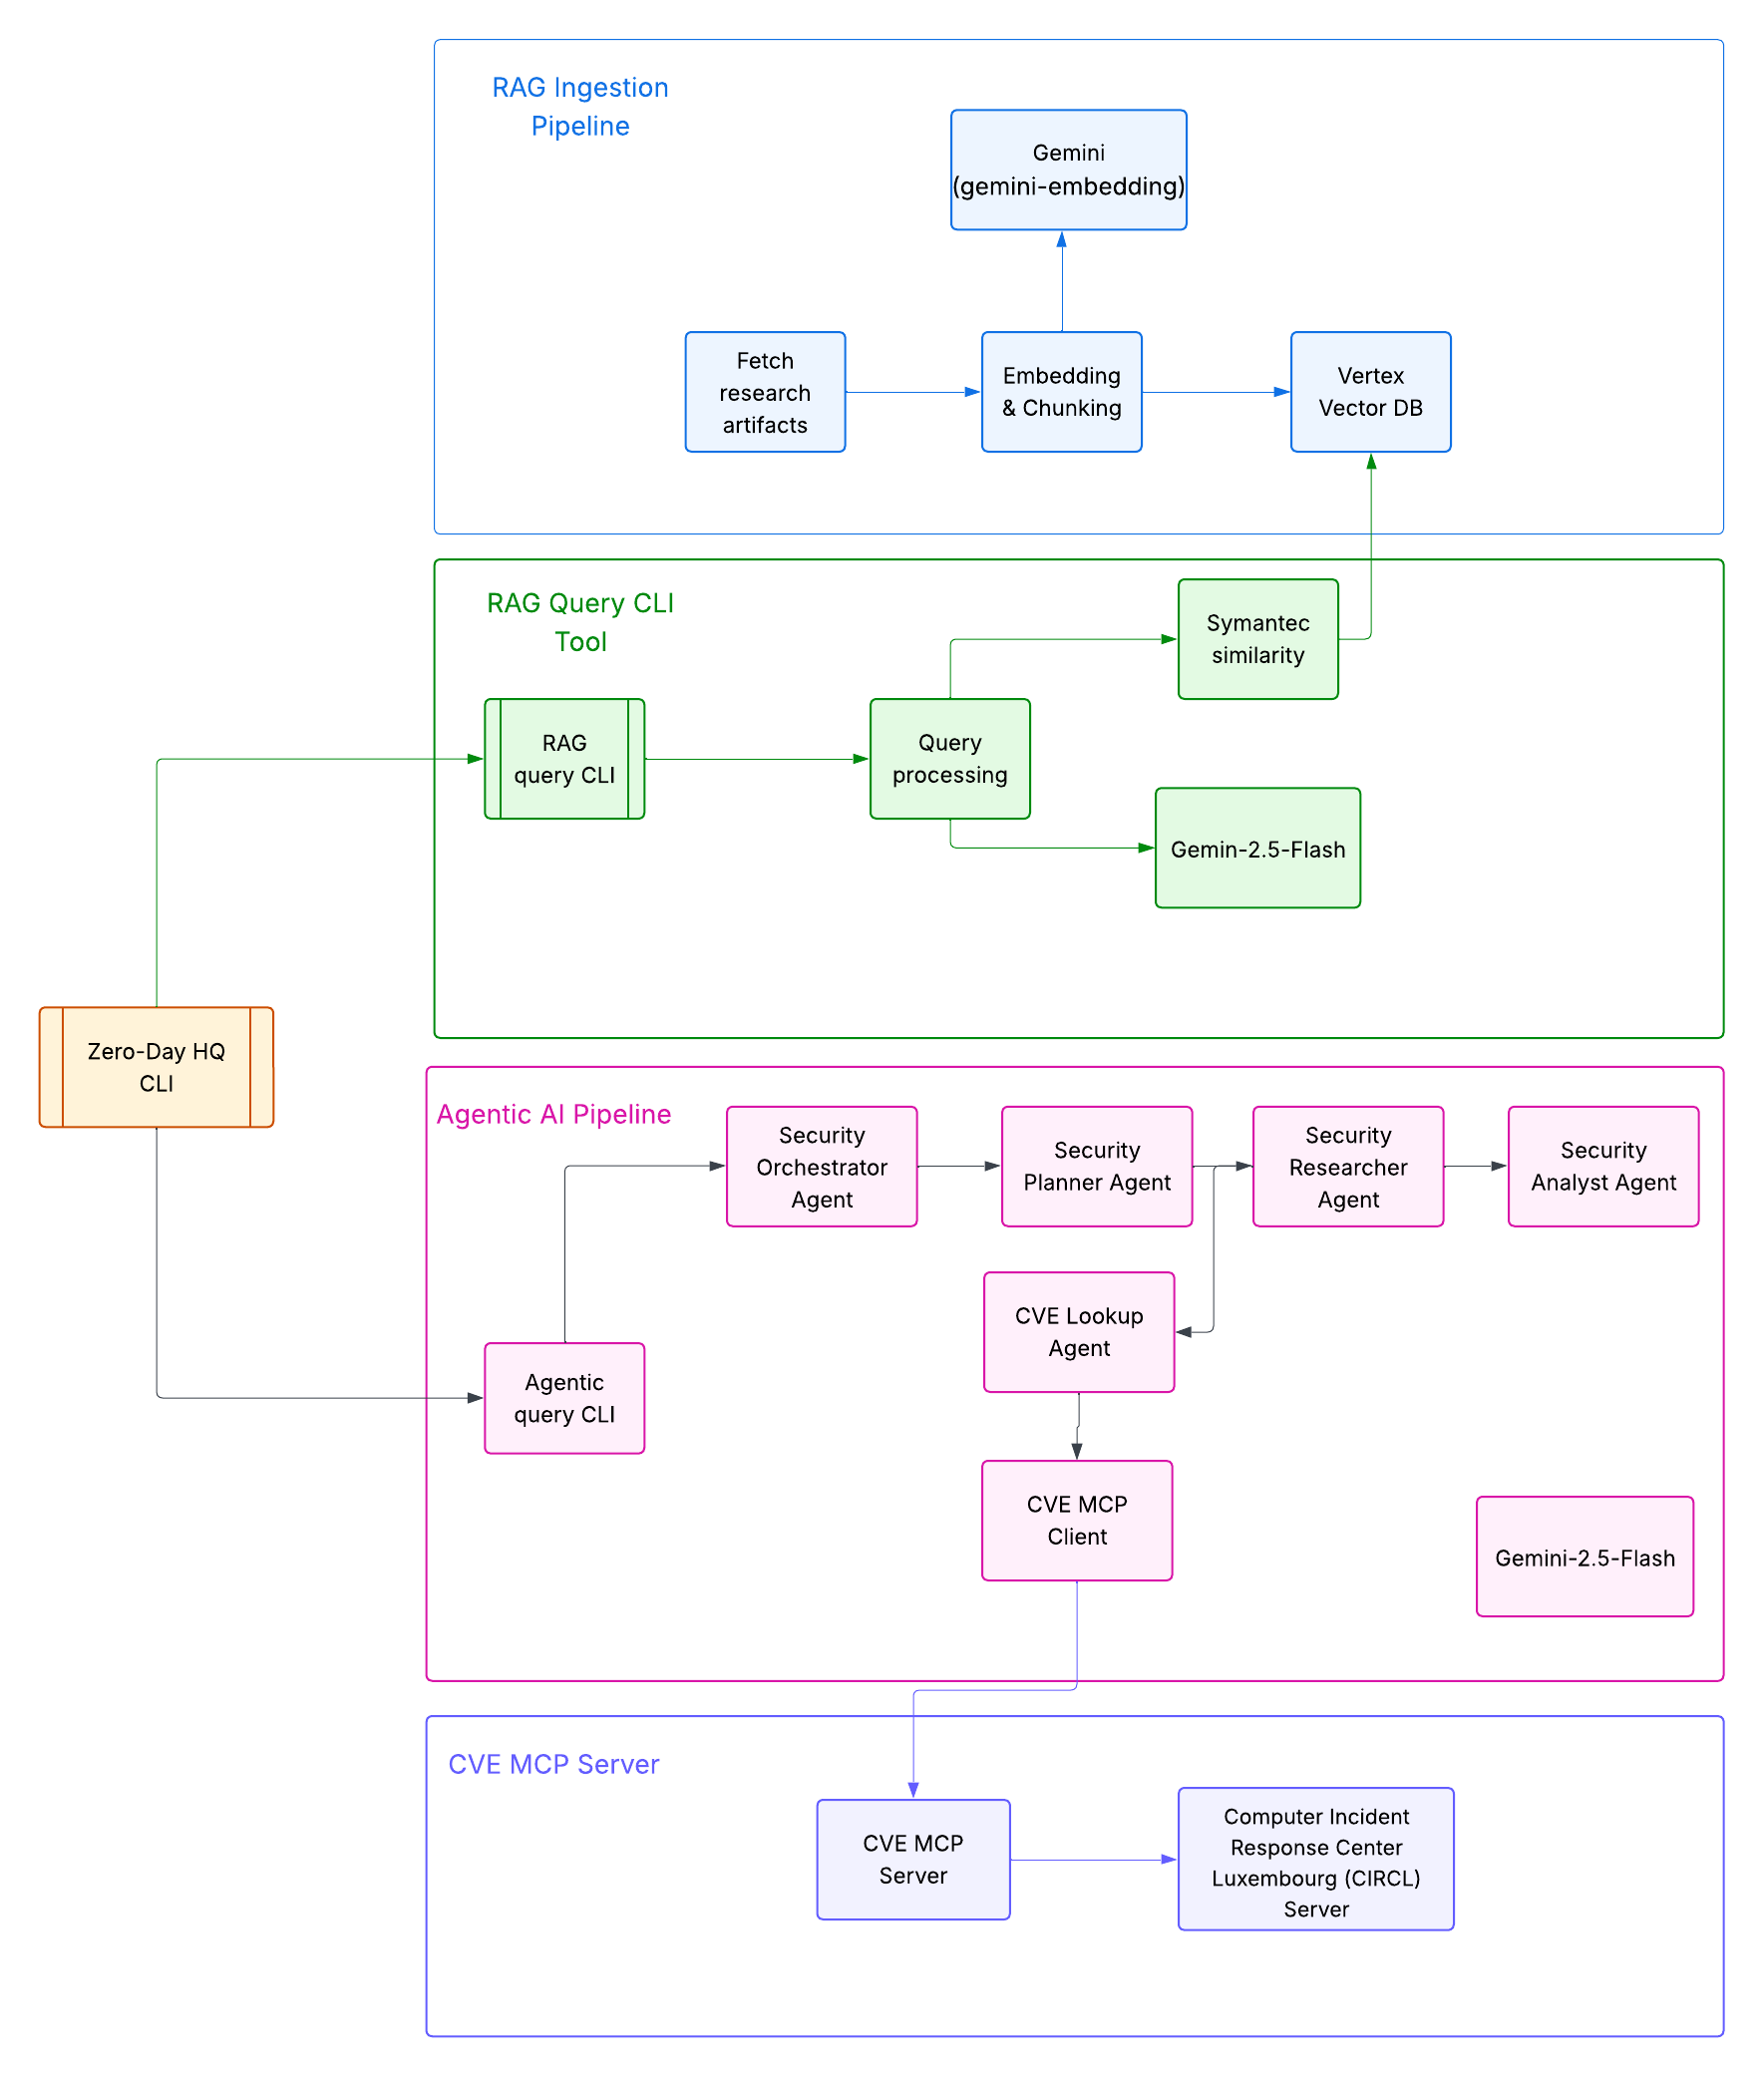 RAG Ingestion
Pipeline
Gemini
(gemini-embedding)
Fetch
research
artifacts
Embedding
& Chunking
Vertex
Vector DB
RAG Query CLI
Tool
Symantec
similarity
RAG
query CLI
Query
processing
Gemin-2.5-Flash
Zero-Day HQ
CLI
Agentic AI Pipeline
Security
Orchestrator
Agent
Security
Planner Agent
Security
Researcher
Agent
Security
Analyst Agent
CVE Lookup
Agent
Agentic
query CLI
CVE MCP
Client
Gemini-2.5-Flash
CVE MCP Server
CVE MCP
Server
Computer Incident
Response Center
Luxembourg (CIRCL)
Server